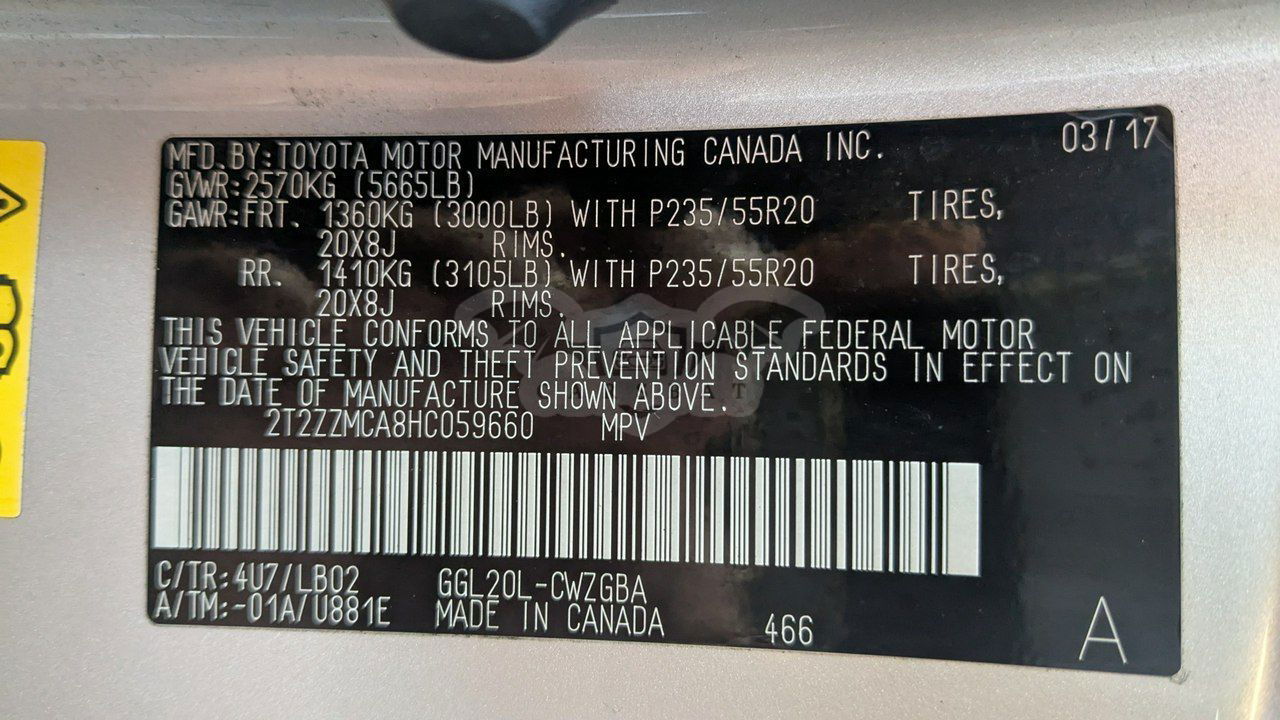 MFD.BY:TOYOTA MOTOR MANUFACTURING CANADA INC. 03/17
GVWR:2570KG (5665LB)
GAWR:FRT. 1360KG (3000LB) WITH P235/55R20 TIRES,
20X8J RIMS.
RR. 1410KG (3105LB) WITH P235/55R20 TIRES,
20X8J RIMS.
THIS VEHICLE CONFORMS TO ALL APPLICABLE FEDERAL MOTOR
VEHICLE SAFETY AND THEFT PREVENTION STANDARDS IN EFFECT ON
THE DATE OF MANUFACTURE SHOWN ABOVE.
2T2ZZMCA8HC059660 MPV
C/TR:4U7/LB02 GGL20L-CWZGBA
A/TM:-01A/U881E MADE IN CANADA 466 A